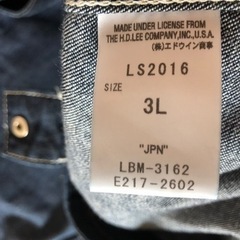 MADE UNDER LICENSE FROM
THE H.D.LEE COMPANY,INC.,U.S.A.
(株)エドウイン商事
LS2016
SIZE
3L
"JPN"
LBM-3162
E217-2602